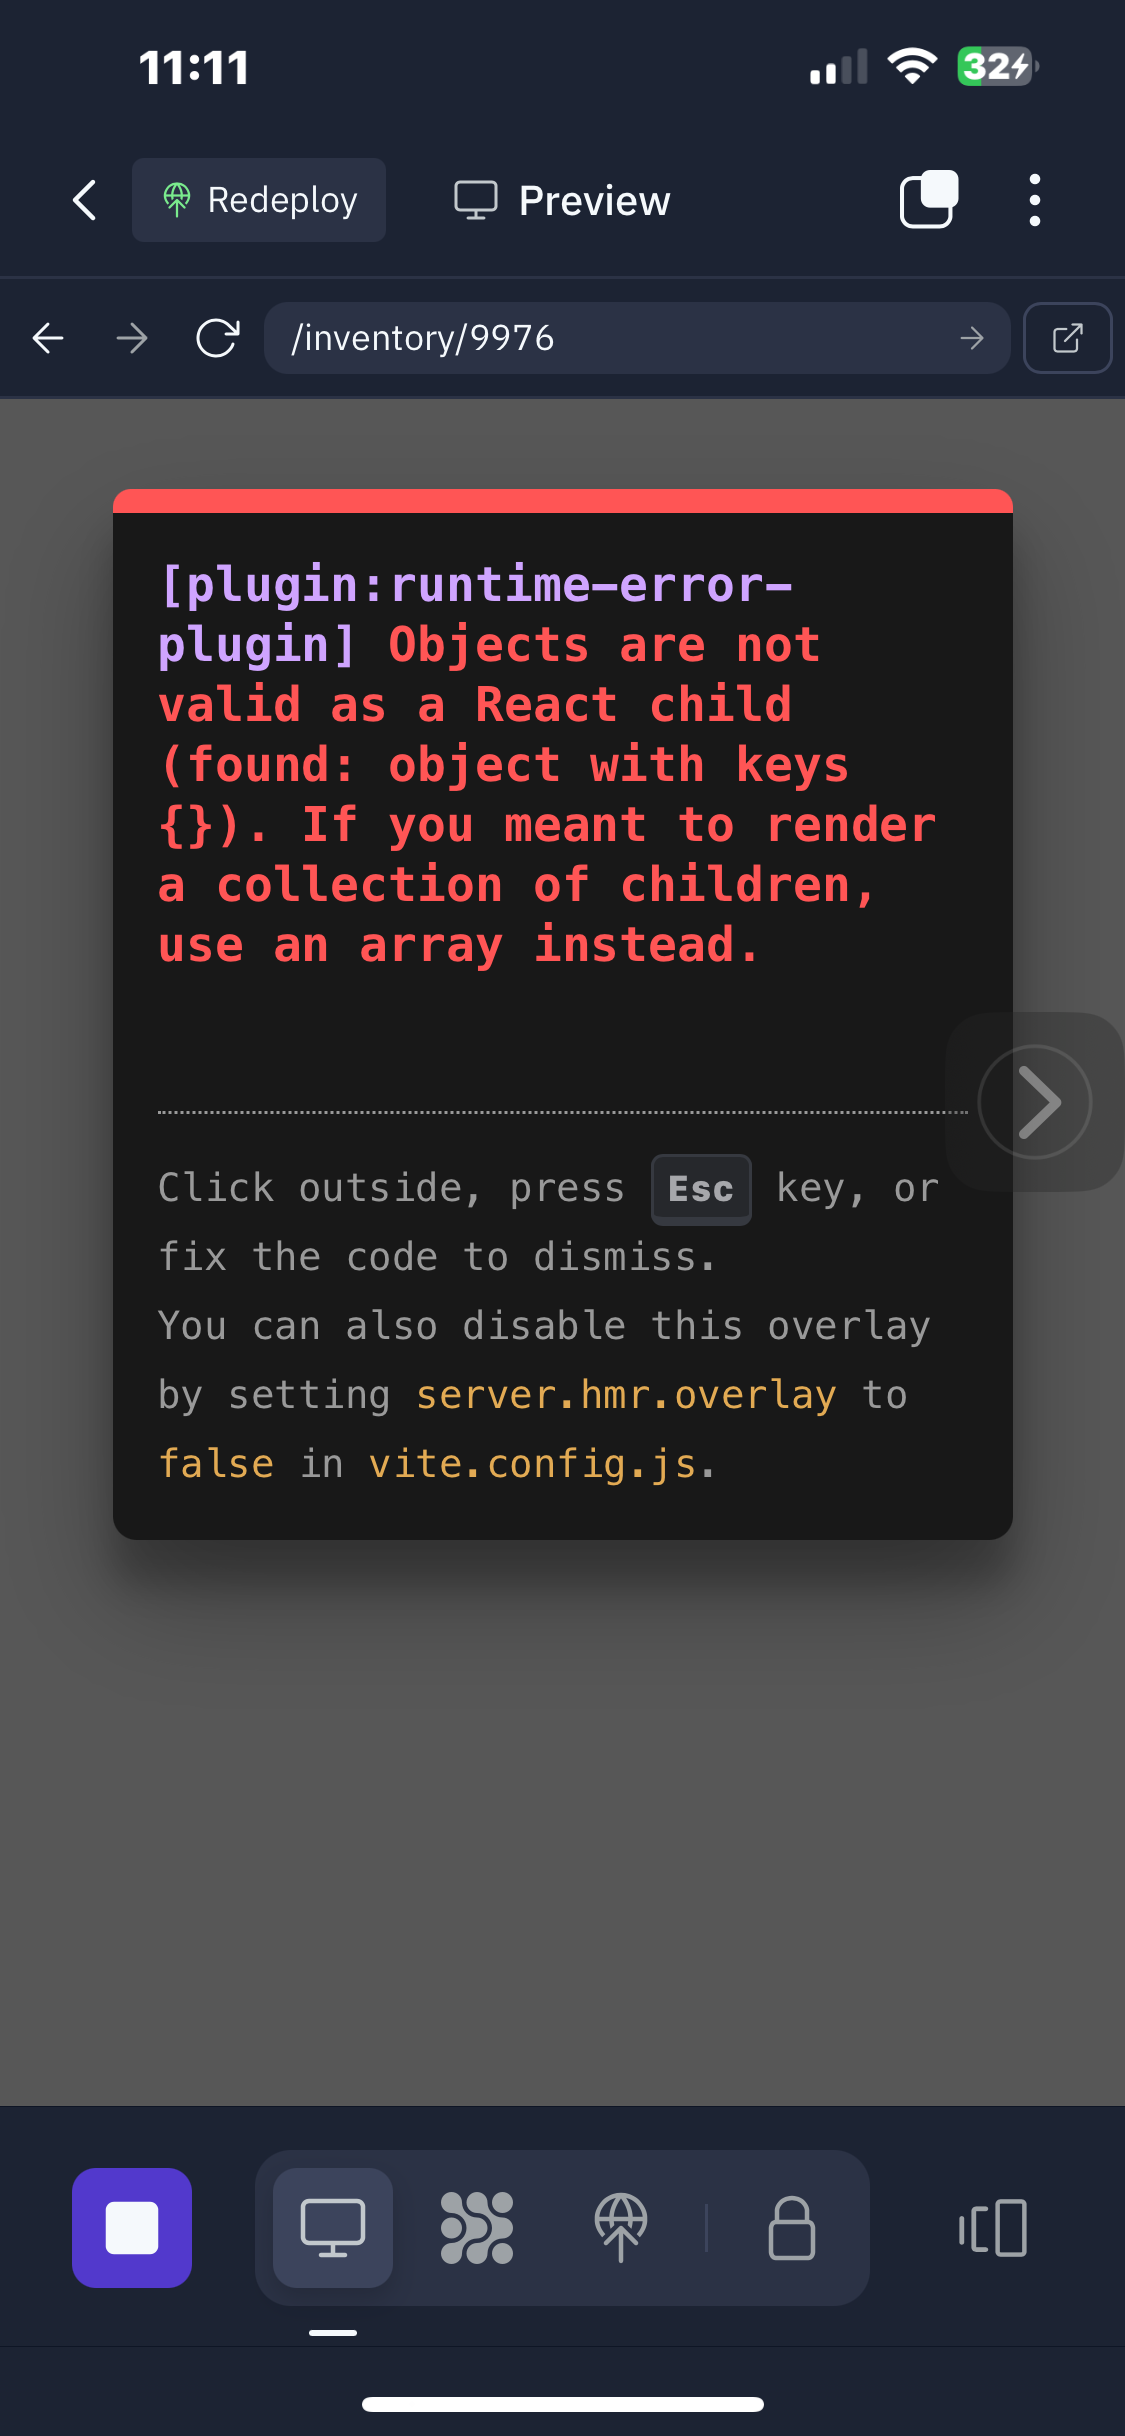 11:11
32
Redeploy
Preview
/inventory/9976
[plugin:runtime-error-
plugin] Objects are not
valid as a React child
(found: object with keys
{}). If you meant to render
a collection of children,
use an array instead.
Click outside, press Esc key, or
fix the code to dismiss.
You can also disable this overlay
by setting server.hmr.overlay to
false in vite.config.js.